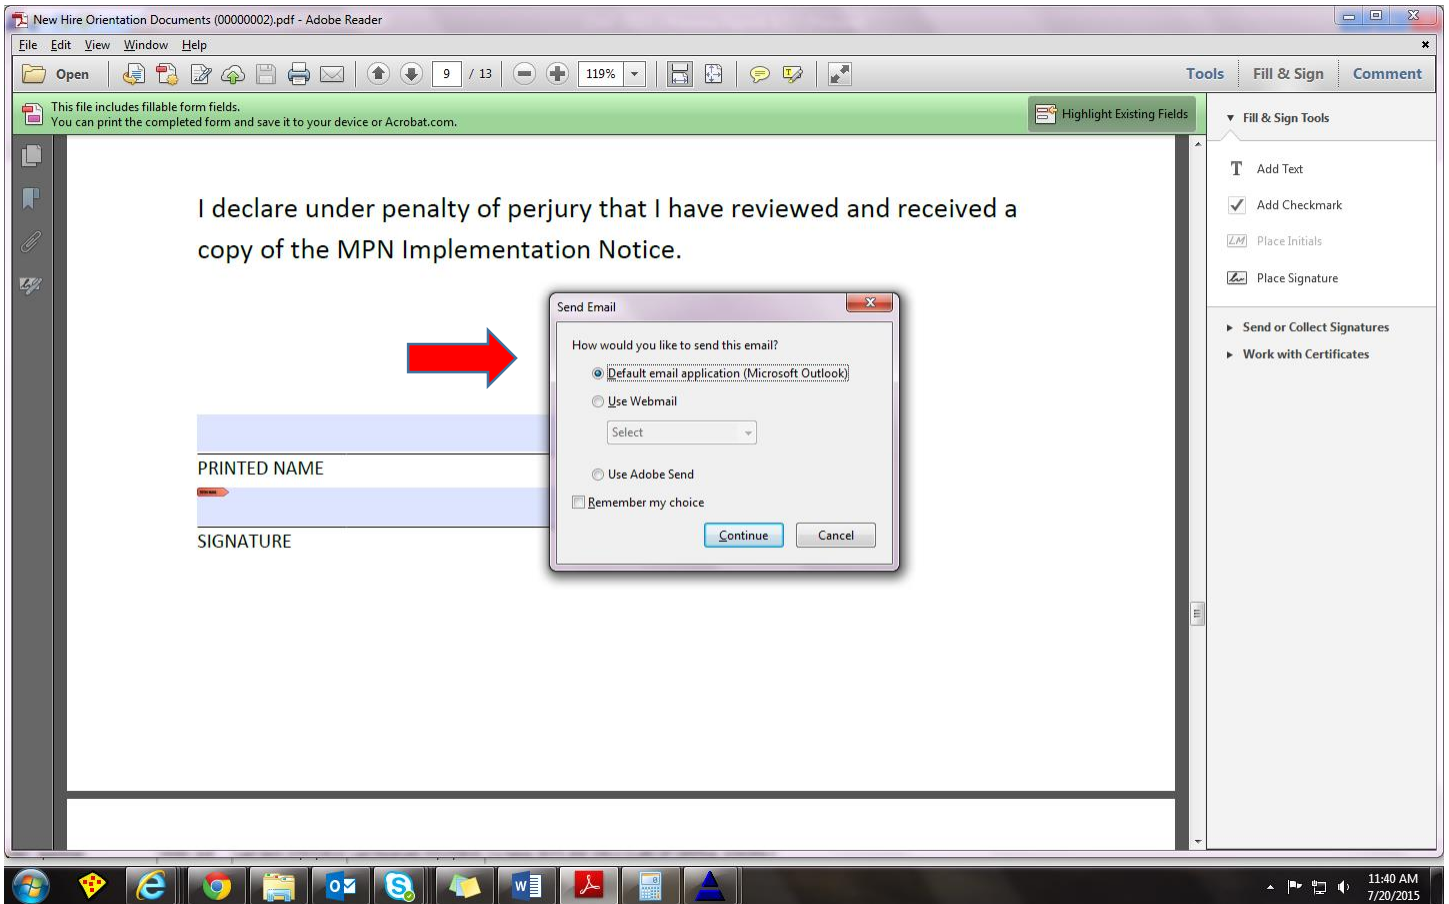 New Hire Orientation Documents (00000002).pdf - Adobe Reader
File Edit View Window Help
Open 9 / 13 119% Tools Fill & Sign Comment
This file includes fillable form fields.
You can print the completed form and save it to your device or Acrobat.com.
Highlight Existing Fields
Fill & Sign Tools
T Add Text
Add Checkmark
LM Place Initials
Place Signature
Send or Collect Signatures
Work with Certificates
I declare under penalty of perjury that I have reviewed and received a
copy of the MPN Implementation Notice.
Send Email
How would you like to send this email?
Default email application (Microsoft Outlook)
Use Webmail
Select
Use Adobe Send
Remember my choice
Continue Cancel
PRINTED NAME
SIGNATURE
11:40 AM
7/20/2015